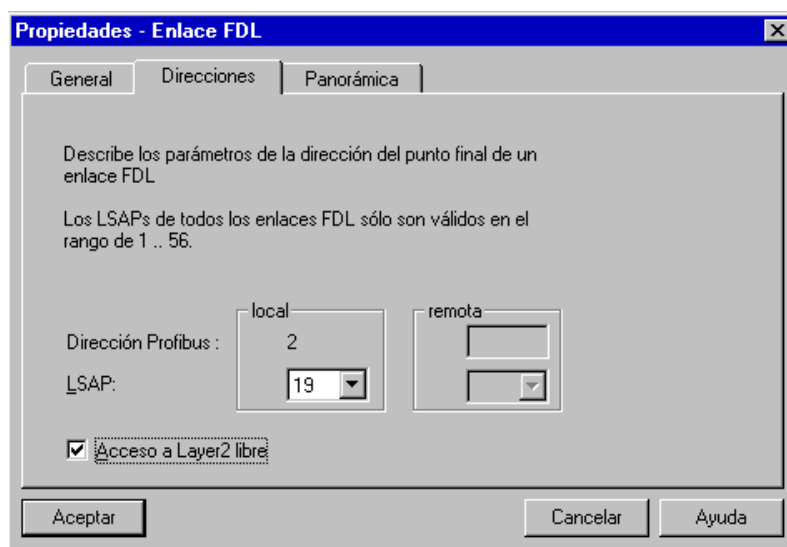 Propiedades - Enlace FDL
General Direcciones Panorámica
Describe los parámetros de la dirección del punto final de un
enlace FDL
Los LSAPs de todos los enlaces FDL sólo son válidos en el
rango de 1 .. 56.
local remota
Dirección Profibus : 2
LSAP: 19
Acceso a Layer2 libre
Aceptar Cancelar Ayuda